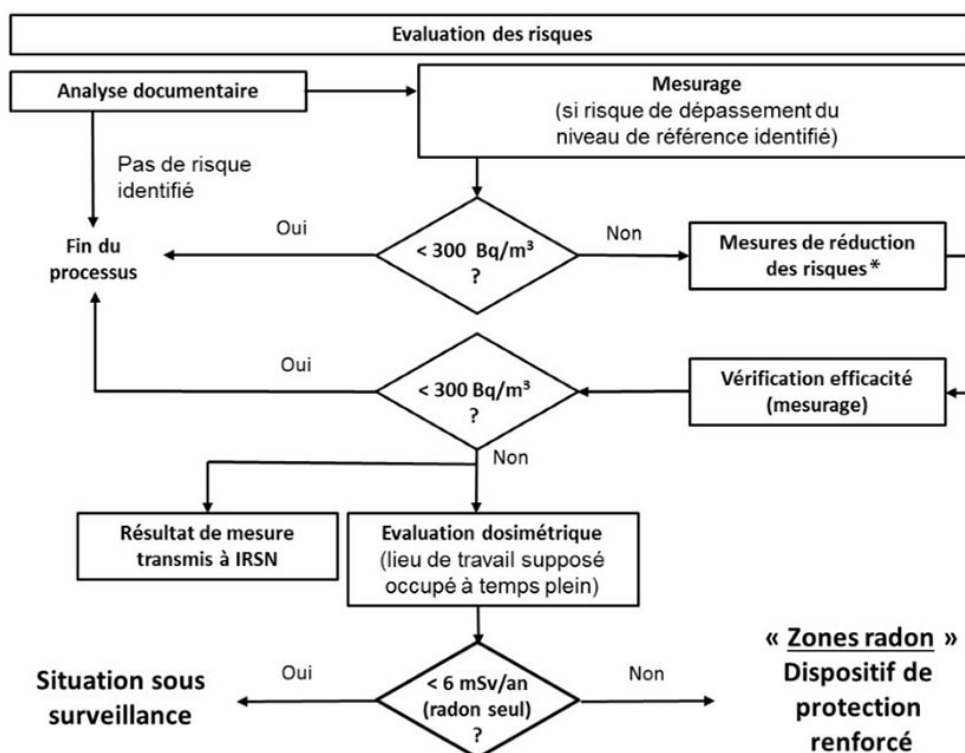 Evaluation des risques
Analyse documentaire
Mesurage
(si risque de dépassement du
niveau de référence identifié)
Pas de risque
identifié
Oui
Non
Fin du
processus
< 300 Bq/m³
?
Mesures de réduction
des risques*
Oui
< 300 Bq/m³
?
Vérification efficacité
(mesurage)
Non
Résultat de mesure
transmis à IRSN
Evaluation dosimétrique
(lieu de travail supposé
occupé à temps plein)
Situation sous
surveillance
Oui
< 6 mSv/an
(radon seul)
?
Non
« Zones radon »
Dispositif de
protection
renforcé